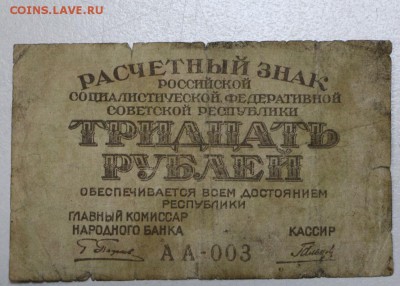 COINS.LAVE.RU
РАСЧЕТНЫЙ ЗНАК
РОССИЙСКОЙ
СОЦИАЛИСТИЧЕСКОЙ ФЕДЕРАТИВНОЙ
СОВЕТСКОЙ РЕСПУБЛИКИ
ТРИДЦАТЬ
РУБЛЕЙ
ОБЕСПЕЧИВАЕТСЯ ВСЕМ ДОСТОЯНИЕМ
РЕСПУБЛИКИ
ГЛАВНЫЙ КОМИССАР
НАРОДНОГО БАНКА КАССИР
АА-003